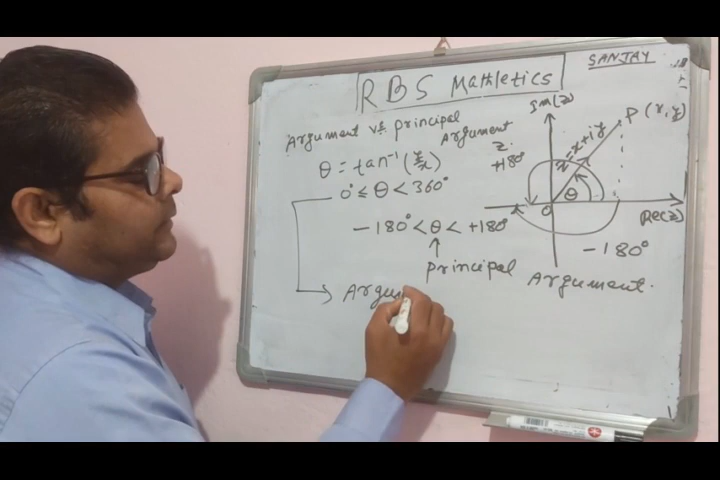 SANJAY
RBS Mathletics
Argument vs. principal Argument
θ = tan⁻¹(y/x)
0° ≤ θ < 360°
-180° < θ < +180°
principal Argument.
Argu
Im(z)
P(x,y)
z = x+iy
+180°
θ
O
Re(z)
-180°